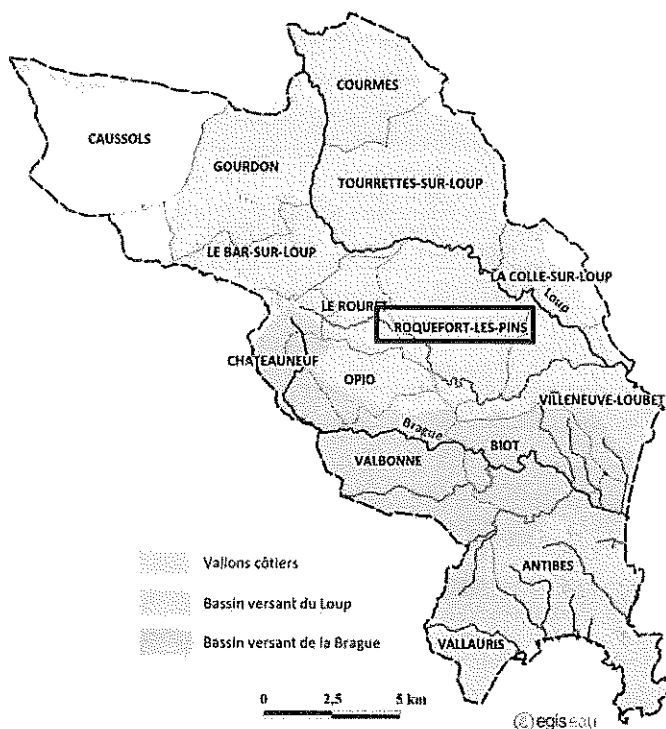 COURMES
CAUSSOLS
GOURDON
TOURRETTES-SUR-LOUP
LE BAR-SUR-LOUP
LA COLLE-SUR-LOUP
Loup
LE ROURET
ROQUEFORT-LES-PINS
CHATEAUNEUF
OPIO
VILLENEUVE-LOUBET
Brague
BIOT
VALBONNE
Vallons côtiers
ANTIBES
Bassin versant du Loup
Bassin versant de la Brague
VALLAURIS
0 2,5 5 km
egis eau